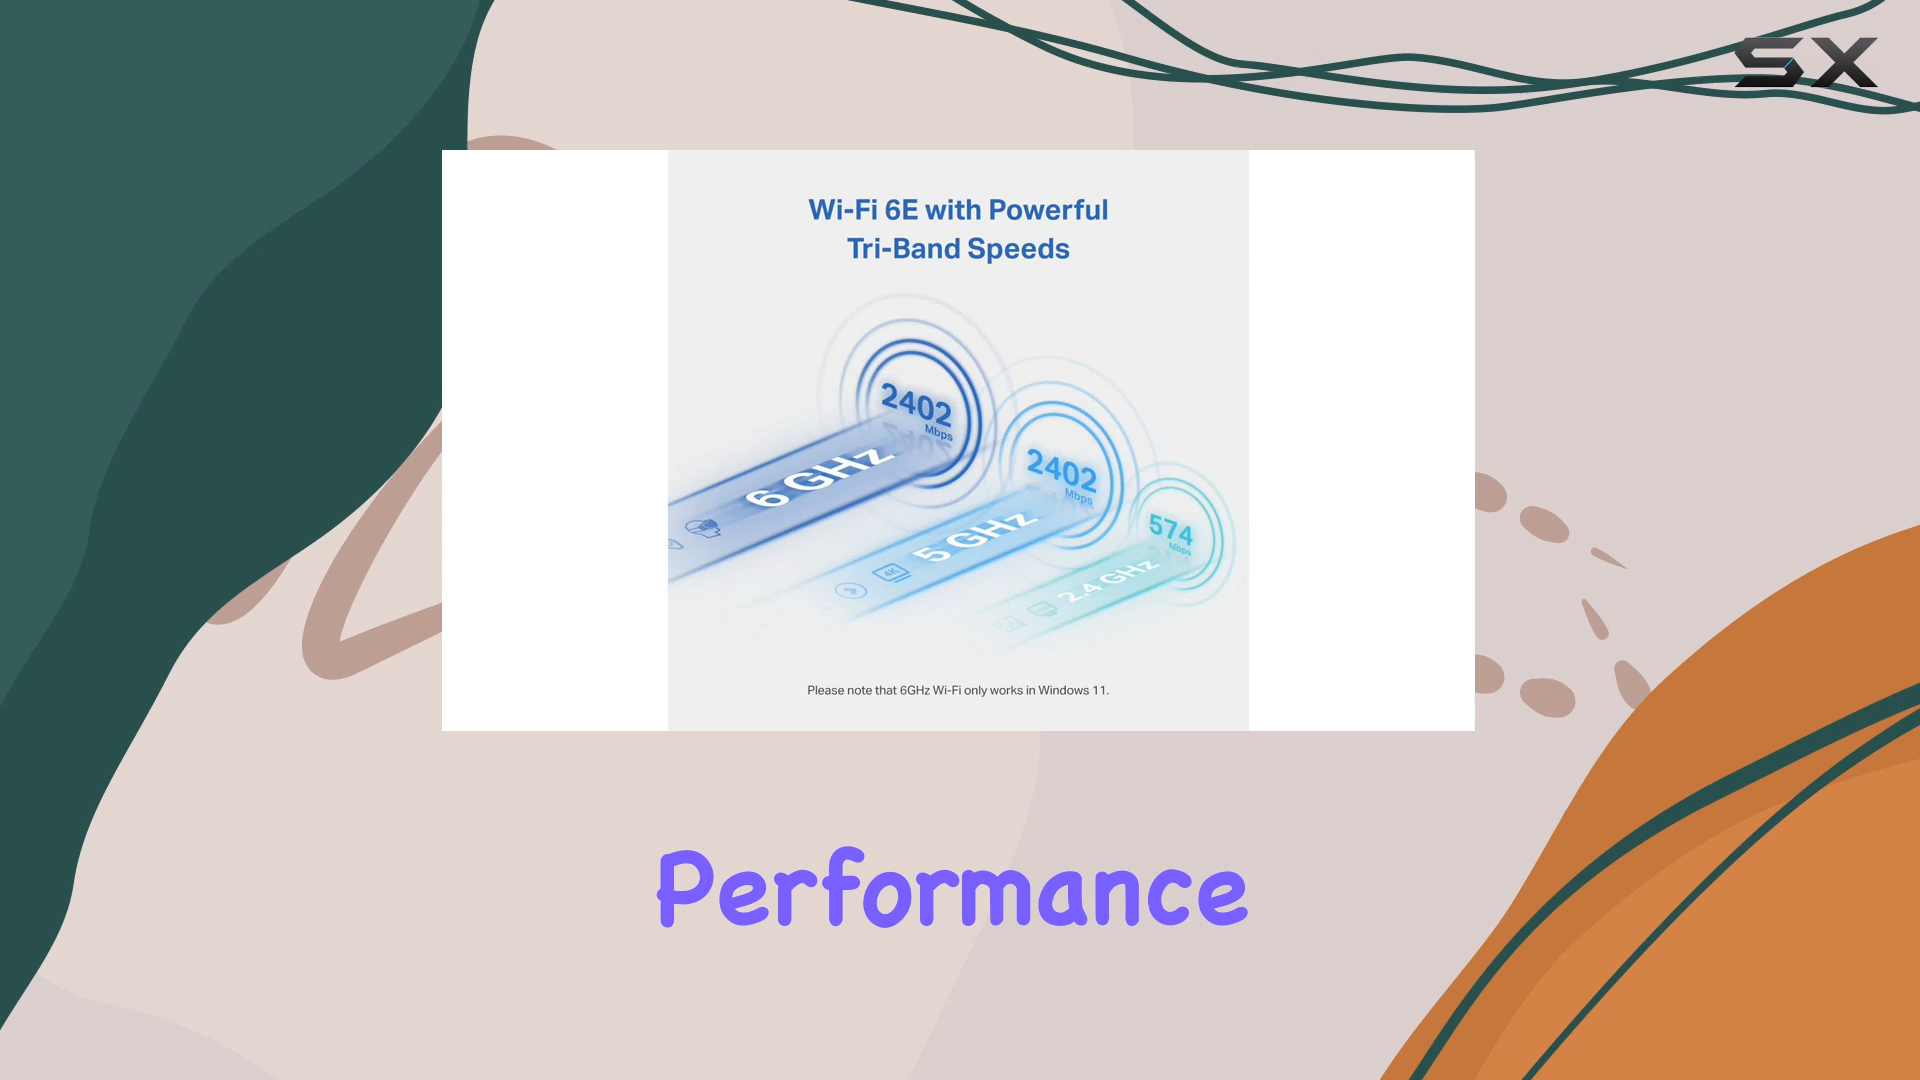 SX
Wi-Fi 6E with Powerful
Tri-Band Speeds
2402
Mbps
6 GHz
2402
Mbps
5 GHz
4K
574
Mbps
2.4 GHz
Please note that 6GHz Wi-Fi only works in Windows 11.
Performance